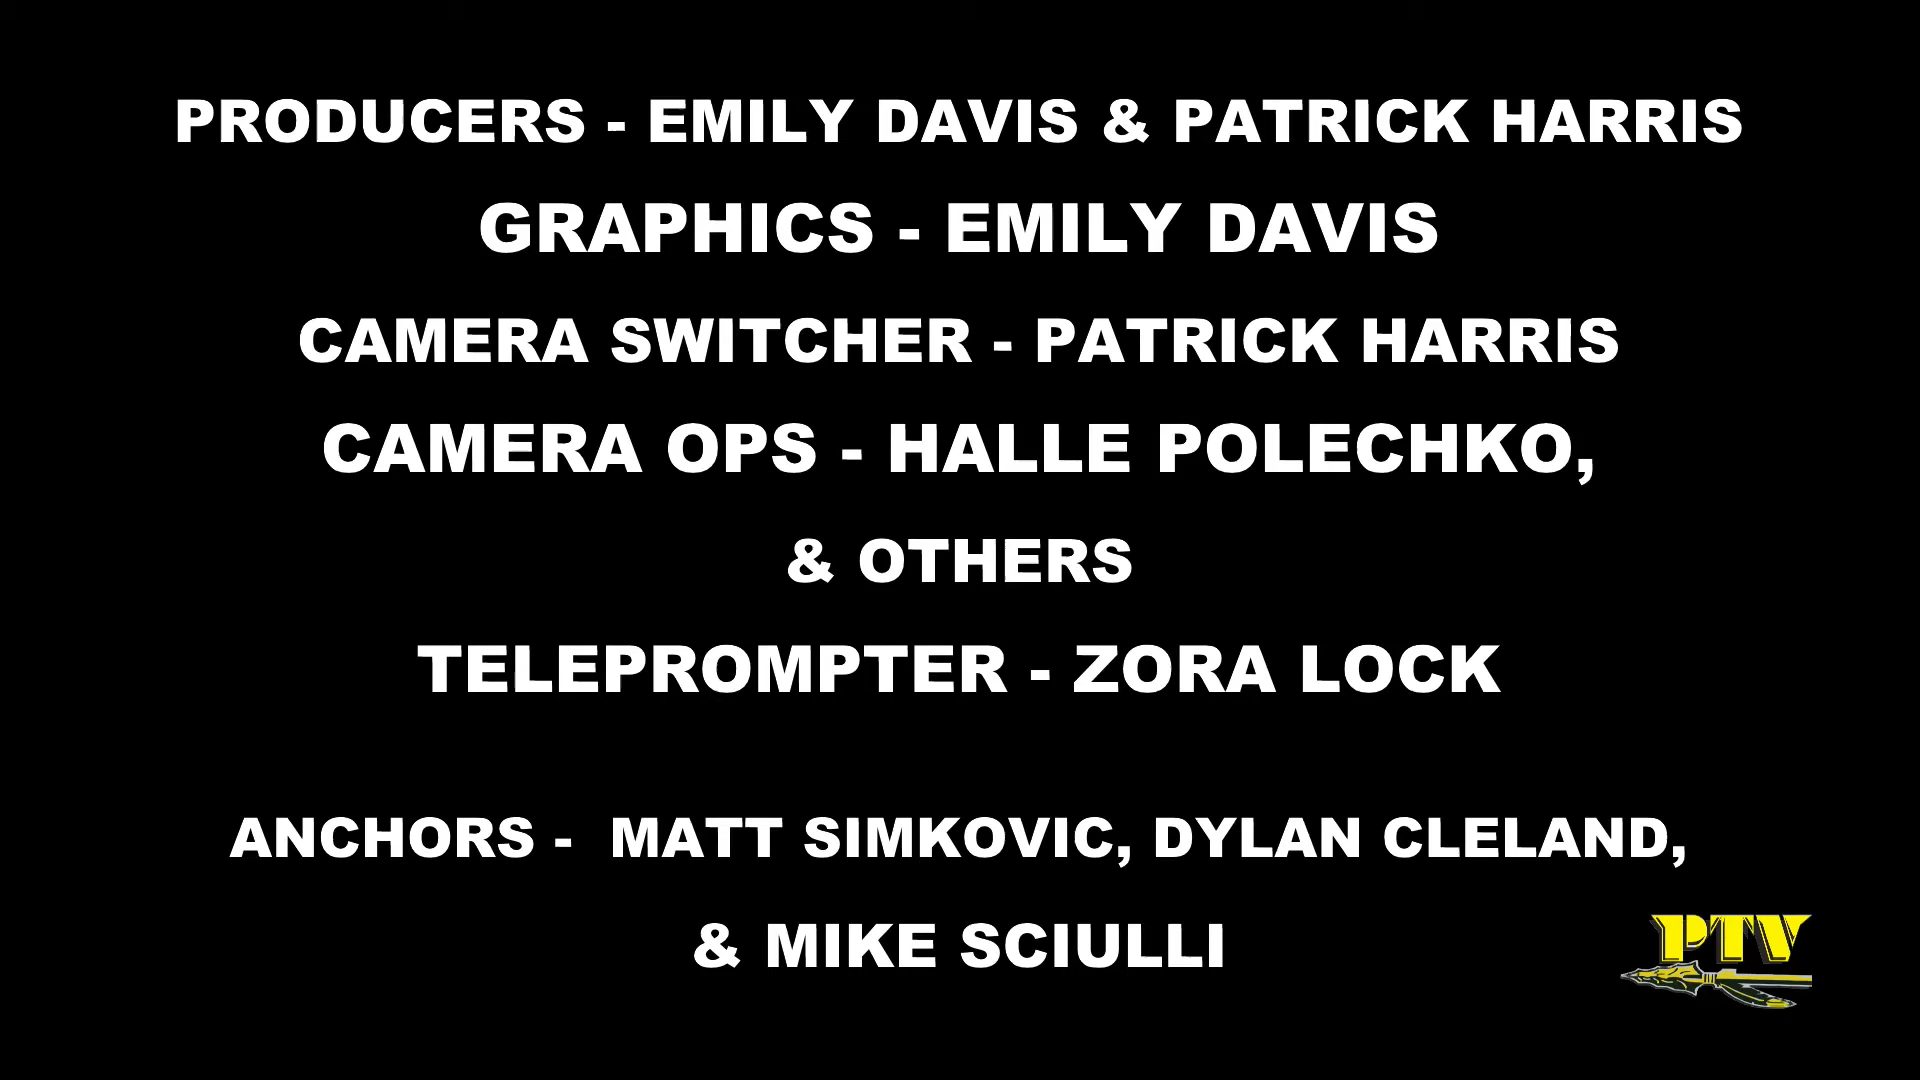 PRODUCERS - EMILY DAVIS & PATRICK HARRIS
GRAPHICS - EMILY DAVIS
CAMERA SWITCHER - PATRICK HARRIS
CAMERA OPS - HALLE POLECHKO,
& OTHERS
TELEPROMPTER - ZORA LOCK
ANCHORS -  MATT SIMKOVIC, DYLAN CLELAND,
& MIKE SCIULLI
PTV